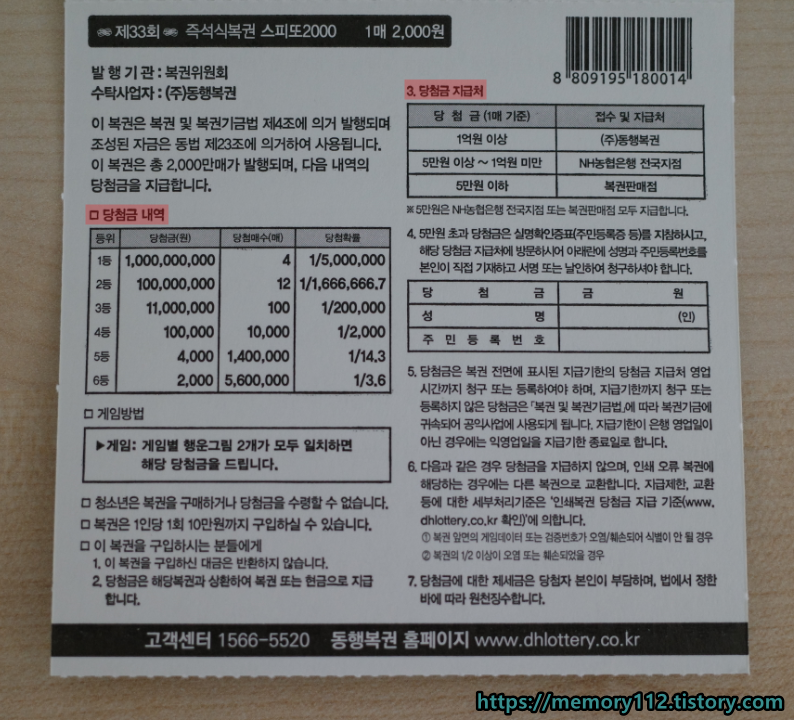 제33회 즉석식복권 스피또2000 1매 2,000원
발 행 기 관 : 복권위원회
수탁사업자 : (주)동행복권
이 복권은 복권 및 복권기금법 제4조에 의거 발행되며
조성된 자금은 동법 제23조에 의거하여 사용됩니다.
이 복권은 총 2,000만매가 발행되며, 다음 내역의
당첨금을 지급합니다.
□ 당첨금 내역
등위 당첨금(원) 당첨매수(매) 당첨확률
1등 1,000,000,000 4 1/5,000,000
2등 100,000,000 12 1/1,666,666.7
3등 11,000,000 100 1/200,000
4등 100,000 10,000 1/2,000
5등 4,000 1,400,000 1/14.3
6등 2,000 5,600,000 1/3.6
□ 게임방법
▶게임: 게임별 행운그림 2개가 모두 일치하면
해당 당첨금을 드립니다.
□ 청소년은 복권을 구매하거나 당첨금을 수령할 수 없습니다.
□ 복권은 1인당 1회 10만원까지 구입하실 수 있습니다.
□ 이 복권을 구입하시는 분들에게
1. 이 복권을 구입하신 대금은 반환하지 않습니다.
2. 당첨금은 해당복권과 상환하여 복권 또는 현금으로 지급
합니다.
8 809195 180014
3. 당첨금 지급처
당 첨 금 (1매 기준) 접수 및 지급처
1억원 이상 (주)동행복권
5만원 이상 ~ 1억원 미만 NH농협은행 전국지점
5만원 이하 복권판매점
※ 5만원은 NH농협은행 전국지점 또는 복권판매점 모두 지급합니다.
4. 5만원 초과 당첨금은 실명확인증표(주민등록증 등)를 지참하시고,
해당 당첨금 지급처에 방문하시어 아래란에 성명과 주민등록번호를
본인이 직접 기재하고 서명 또는 날인하여 청구하셔야 합니다.
당 첨 금 금 원
성 명 (인)
주 민 등 록 번 호
5. 당첨금은 복권 전면에 표시된 지급기한의 당첨금 지급처 영업
시간까지 청구 또는 등록하여야 하며, 지급기한까지 청구 또는
등록하지 않은 당첨금은 「복권 및 복권기금법」에 따라 복권기금에
귀속되어 공익사업에 사용되게 됩니다. 지급기한이 은행 영업일이
아닌 경우에는 익영업일을 지급기한 종료일로 합니다.
6. 다음과 같은 경우 당첨금을 지급하지 않으며, 인쇄 오류 복권에
해당하는 경우에는 다른 복권으로 교환합니다. 지급제한, 교환
등에 대한 세부처리기준은 '인쇄복권 당첨금 지급 기준(www.
dhlottery.co.kr 확인)'에 의합니다.
① 복권 앞면의 게임데이터 또는 검증번호가 오염/훼손되어 식별이 안 될 경우
② 복권의 1/2 이상이 오염 또는 훼손되었을 경우
7. 당첨금에 대한 제세금은 당첨자 본인이 부담하며, 법에서 정한
바에 따라 원천징수합니다.
고객센터 1566-5520 동행복권 홈페이지 www.dhlottery.co.kr
https://memory112.tistory.com